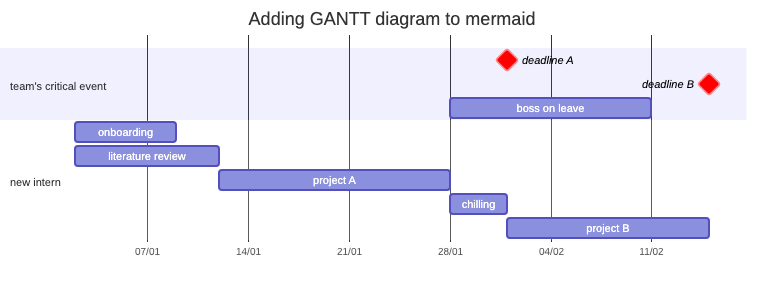 Adding GANTT diagram to mermaid
deadline A
team's critical event
deadline B
boss on leave
onboarding
literature review
new intern
project A
chilling
project B
07/01
14/01
21/01
28/01
04/02
11/02